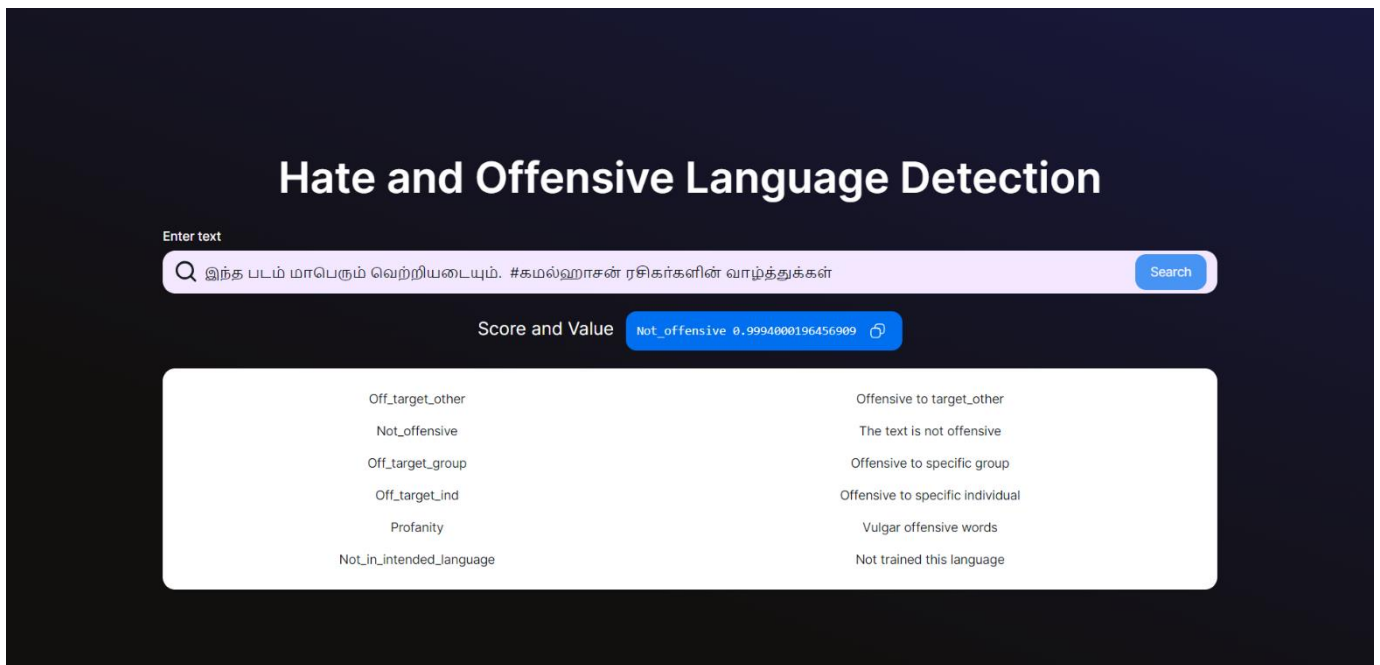 Hate and Offensive Language Detection
Enter text
இந்த படம் மாபெரும் வெற்றியடையும். #கமல்ஹாசன் ரசிகர்களின் வாழ்த்துக்கள்
Search
Score and Value
Not_offensive 0.9994000196456909
Off_target_other Offensive to target_other
Not_offensive The text is not offensive
Off_target_group Offensive to specific group
Off_target_ind Offensive to specific individual
Profanity Vulgar offensive words
Not_in_intended_language Not trained this language